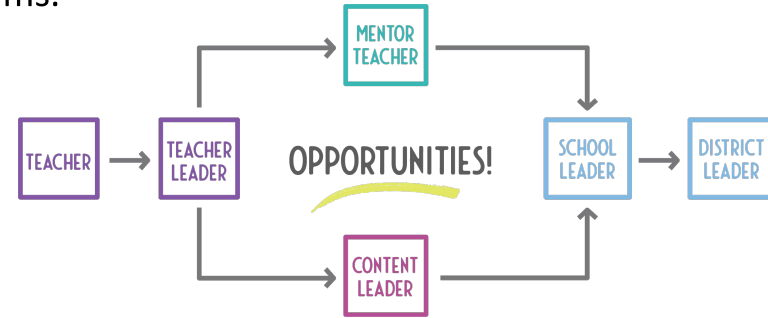 MENTOR
TEACHER
TEACHER
TEACHER
LEADER
OPPORTUNITIES!
SCHOOL
LEADER
DISTRICT
LEADER
CONTENT
LEADER